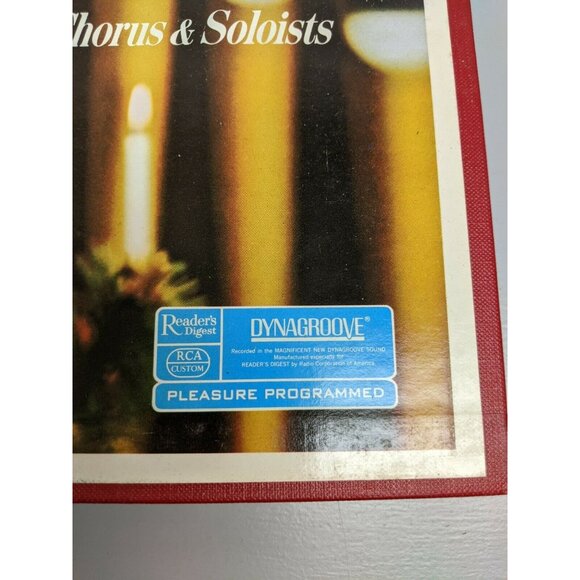 Chorus & Soloists
Reader's
Digest
RCA
CUSTOM
DYNAGROOVE®
Recorded in the MAGNIFICENT NEW DYNAGROOVE SOUND
Manufactured especially for
READER'S DIGEST by Radio Corporation of America
PLEASURE PROGRAMMED